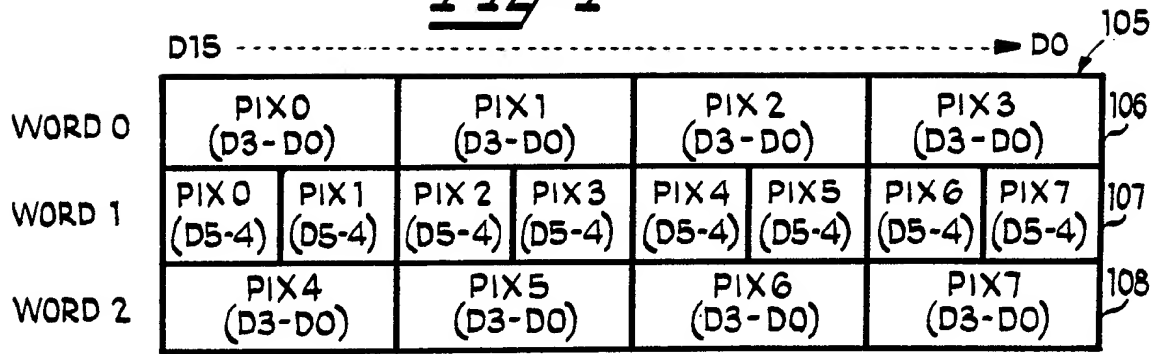 D15 D0 105
WORD 0 PIX0 PIX1 PIX2 PIX3 106
(D3-D0) (D3-D0) (D3-D0) (D3-D0)
WORD 1 PIX0 PIX1 PIX2 PIX3 PIX4 PIX5 PIX6 PIX7 107
(D5-4) (D5-4) (D5-4) (D5-4) (D5-4) (D5-4) (D5-4) (D5-4)
WORD 2 PIX4 PIX5 PIX6 PIX7 108
(D3-D0) (D3-D0) (D3-D0) (D3-D0)